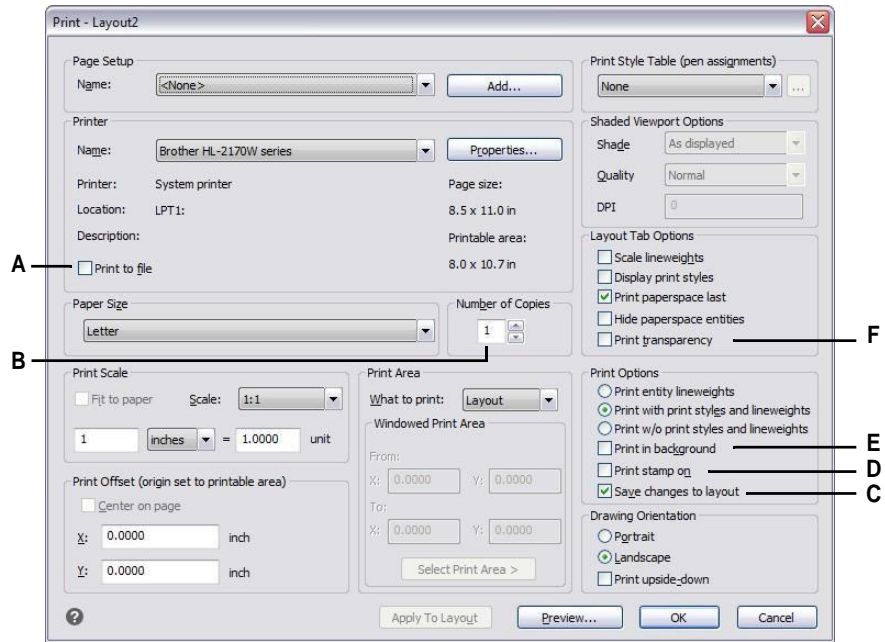 Print - Layout2
Page Setup
Name: <None> Add...
Print Style Table (pen assignments)
None ...
Printer
Name: Brother HL-2170W series Properties...
Printer: System printer Page size:
Location: LPT1: 8.5 x 11.0 in
Description: Printable area:
8.0 x 10.7 in
A
Print to file
Shaded Viewport Options
Shade As displayed
Quality Normal
DPI 0
Layout Tab Options
Scale lineweights
Display print styles
Print paperspace last
Hide paperspace entities
Print transparency F
Paper Size
Letter
Number of Copies
1
B
Print Scale
Fit to paper Scale: 1:1
1 inches = 1.0000 unit
Print Offset (origin set to printable area)
Center on page
X: 0.0000 inch
Y: 0.0000 inch
Print Area
What to print: Layout
Windowed Print Area
From:
X: 0.0000 Y: 0.0000
To:
X: 0.0000 Y: 0.0000
Select Print Area >
Print Options
Print entity lineweights
Print with print styles and lineweights
Print w/o print styles and lineweights
Print in background E
Print stamp on D
Save changes to layout C
Drawing Orientation
Portrait
Landscape
Print upside-down
? Apply To Layout Preview... OK Cancel